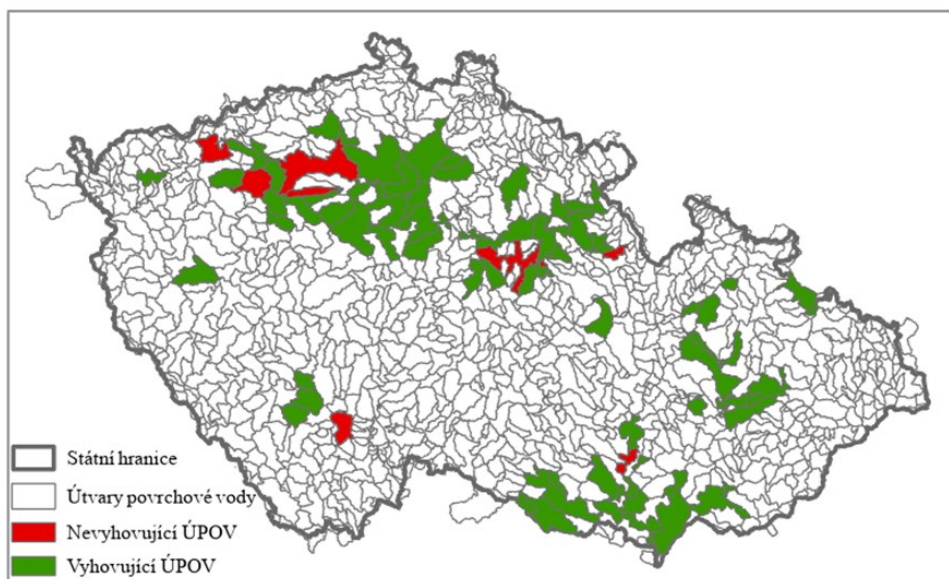 Státní hranice
Útvary povrchové vody
Nevyhovující ÚPOV
Vyhovující ÚPOV